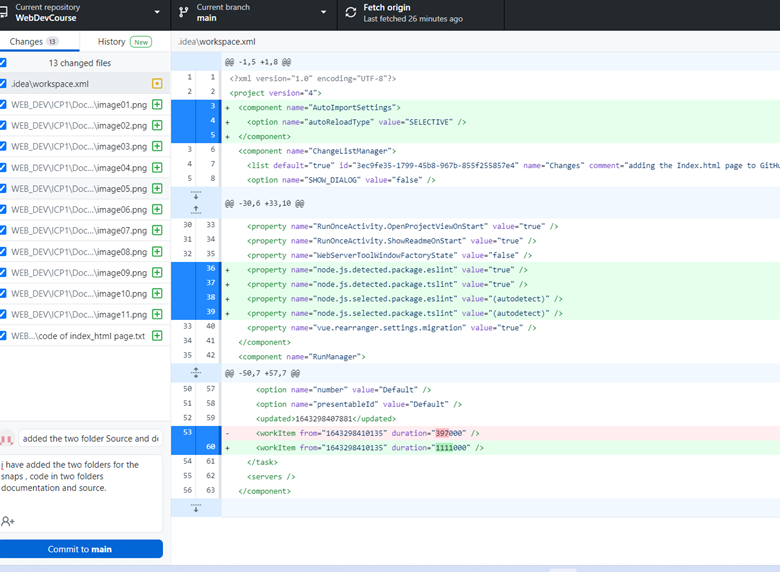 Current repository
WebDevCourse
Current branch
main
Fetch origin
Last fetched 26 minutes ago
Changes 13
History New
.idea\workspace.xml
13 changed files
.idea\workspace.xml
WEB_DEV\ICP1\Doc...\image01.png
WEB_DEV\ICP1\Doc...\image02.png
WEB_DEV\ICP1\Doc...\image03.png
WEB_DEV\ICP1\Doc...\image04.png
WEB_DEV\ICP1\Doc...\image05.png
WEB_DEV\ICP1\Doc...\image06.png
WEB_DEV\ICP1\Doc...\image07.png
WEB_DEV\ICP1\Doc...\image08.png
WEB_DEV\ICP1\Doc...\image09.png
WEB_DEV\ICP1\Doc...\image10.png
WEB_DEV\ICP1\Doc...\image11.png
WEB...\code of index_html page.txt
added the two folder Source and do
i have added the two folders for the
snaps , code in two folders
documentation and source.
Commit to main
@@ -1,5 +1,8 @@
1 1 <?xml version="1.0" encoding="UTF-8"?>
2 2 <project version="4">
3 + <component name="AutoImportSettings">
4 + <option name="autoReloadType" value="SELECTIVE" />
5 + </component>
3 6 <component name="ChangeListManager">
4 7 <list default="true" id="3ec9fe35-1799-45b8-967b-855f255857e4" name="Changes" comment="adding the Index.html page to GitHu
5 8 <option name="SHOW_DIALOG" value="false" />
@@ -30,6 +33,10 @@
30 33 <property name="RunOnceActivity.OpenProjectViewOnStart" value="true" />
31 34 <property name="RunOnceActivity.ShowReadmeOnStart" value="true" />
32 35 <property name="WebServerToolWindowFactoryState" value="false" />
36 + <property name="node.js.detected.package.eslint" value="true" />
37 + <property name="node.js.detected.package.tslint" value="true" />
38 + <property name="node.js.selected.package.eslint" value="(autodetect)" />
39 + <property name="node.js.selected.package.tslint" value="(autodetect)" />
33 40 <property name="vue.rearranger.settings.migration" value="true" />
34 41 </component>
35 42 <component name="RunManager">
@@ -50,7 +57,7 @@
50 57 <option name="number" value="Default" />
51 58 <option name="presentableId" value="Default" />
52 59 <updated>1643298407881</updated>
53 - <workItem from="1643298410135" duration="397000" />
60 + <workItem from="1643298410135" duration="1111000" />
54 61 </task>
55 62 <servers />
56 63 </component>